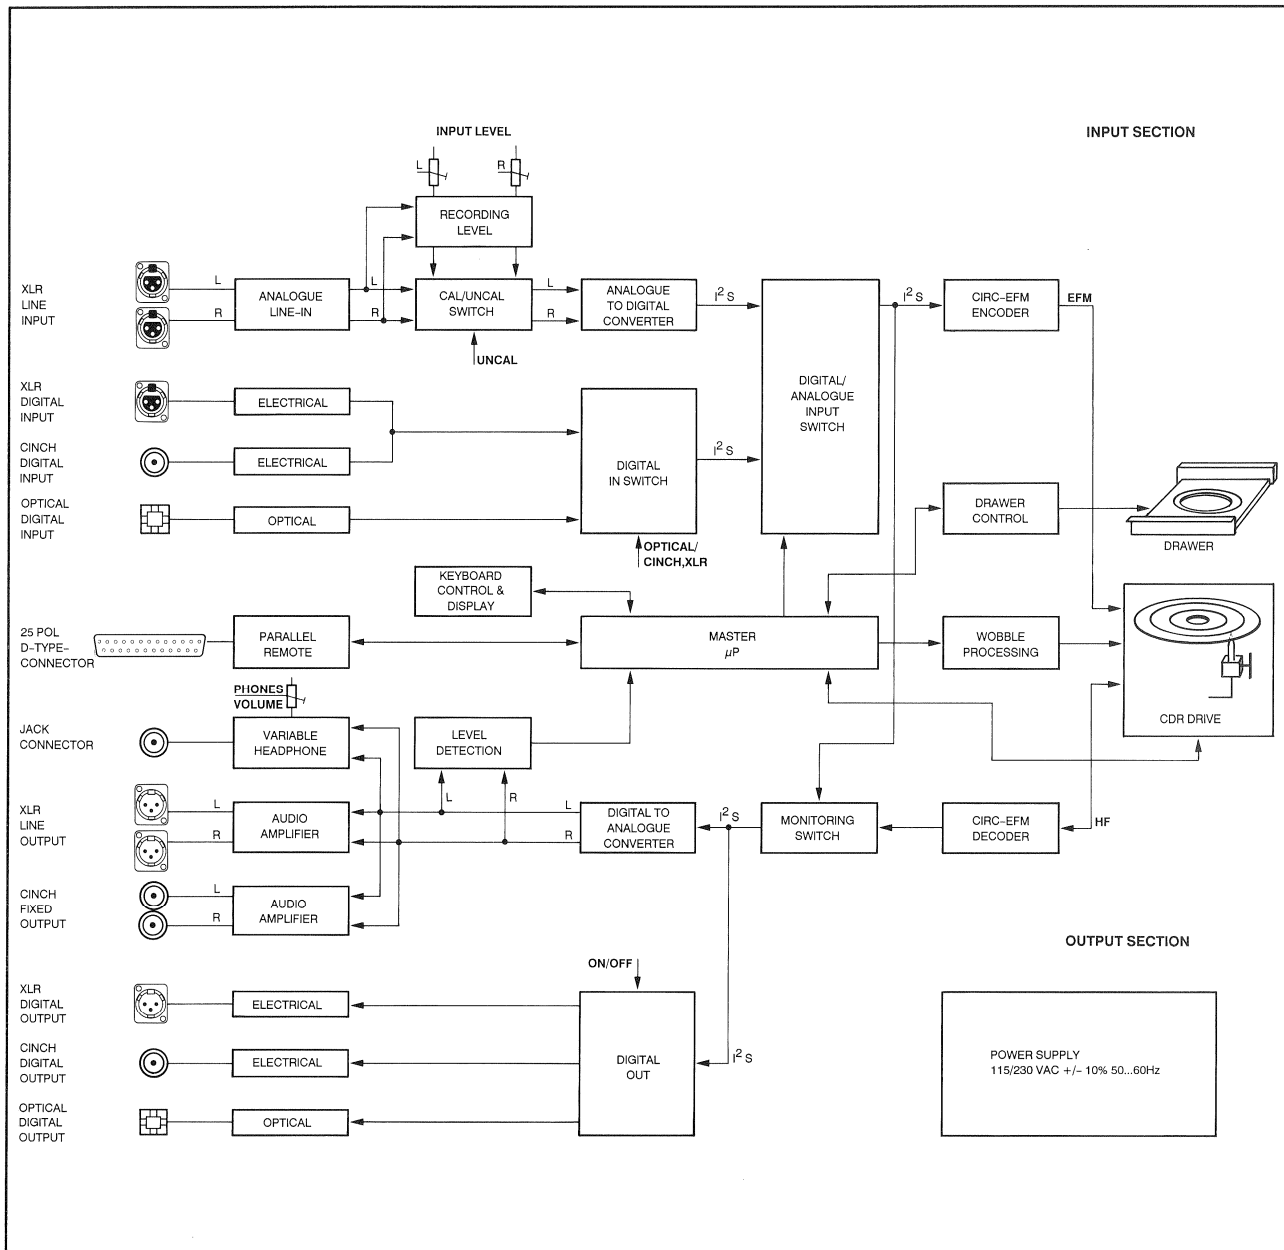 INPUT LEVEL
INPUT SECTION
L
R
RECORDING
LEVEL
XLR
LINE
INPUT
L
R
ANALOGUE
LINE-IN
L
R
CAL/UNCAL
SWITCH
UNCAL
L
R
ANALOGUE
TO DIGITAL
CONVERTER
I² S
DIGITAL/
ANALOGUE
INPUT
SWITCH
I² S
CIRC-EFM
ENCODER
EFM
XLR
DIGITAL
INPUT
ELECTRICAL
CINCH
DIGITAL
INPUT
ELECTRICAL
DIGITAL
IN SWITCH
I² S
OPTICAL
DIGITAL
INPUT
OPTICAL
OPTICAL/
CINCH,XLR
DRAWER
CONTROL
DRAWER
KEYBOARD
CONTROL &
DISPLAY
25 POL
D-TYPE-
CONNECTOR
PARALLEL
REMOTE
MASTER
µP
WOBBLE
PROCESSING
CDR DRIVE
PHONES
VOLUME
JACK
CONNECTOR
VARIABLE
HEADPHONE
LEVEL
DETECTION
L
R
XLR
LINE
OUTPUT
L
R
AUDIO
AMPLIFIER
L
R
DIGITAL TO
ANALOGUE
CONVERTER
I² S
MONITORING
SWITCH
CIRC-EFM
DECODER
HF
CINCH
FIXED
OUTPUT
L
R
AUDIO
AMPLIFIER
OUTPUT SECTION
ON/OFF
XLR
DIGITAL
OUTPUT
ELECTRICAL
CINCH
DIGITAL
OUTPUT
ELECTRICAL
DIGITAL
OUT
I² S
OPTICAL
DIGITAL
OUTPUT
OPTICAL
POWER SUPPLY
115/230 VAC +/- 10% 50...60Hz